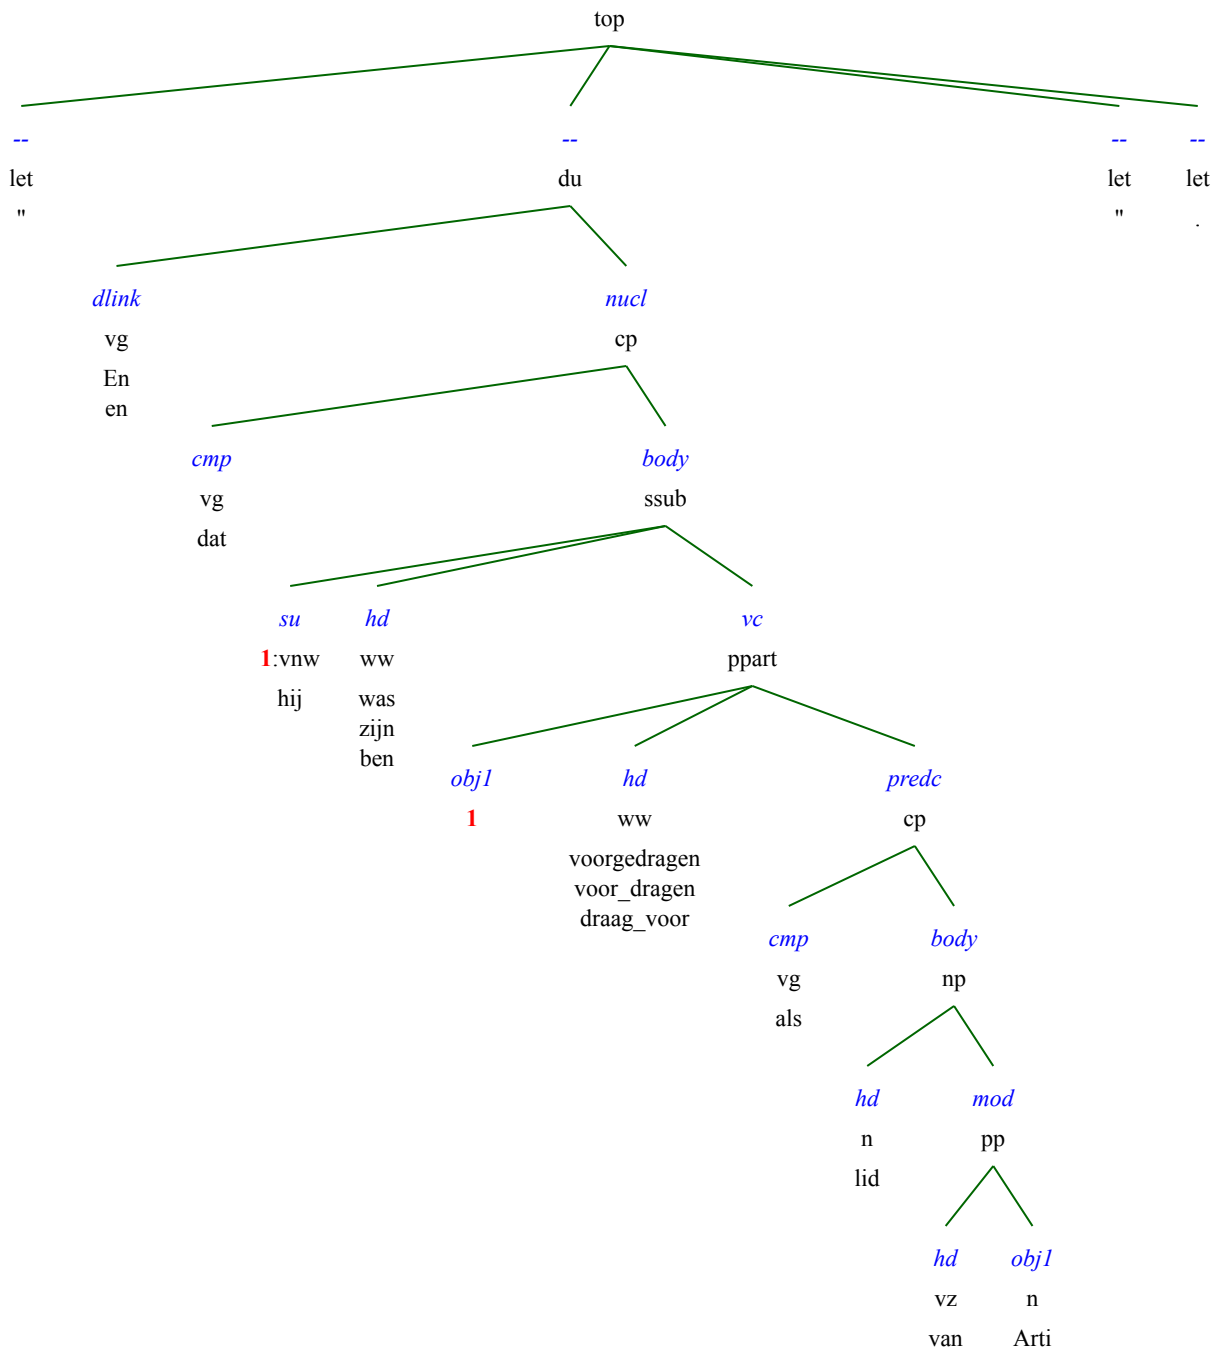 top
-- -- -- --
let du let let
" " .
dlink nucl
vg cp
En
en
cmp body
vg ssub
dat
su hd vc
1:vnw ww ppart
hij was
zijn
ben
obj1 hd predc
1 ww cp
voorgedragen
voor_dragen
draag_voor
cmp body
vg np
als
hd mod
n pp
lid
hd obj1
vz n
van Arti